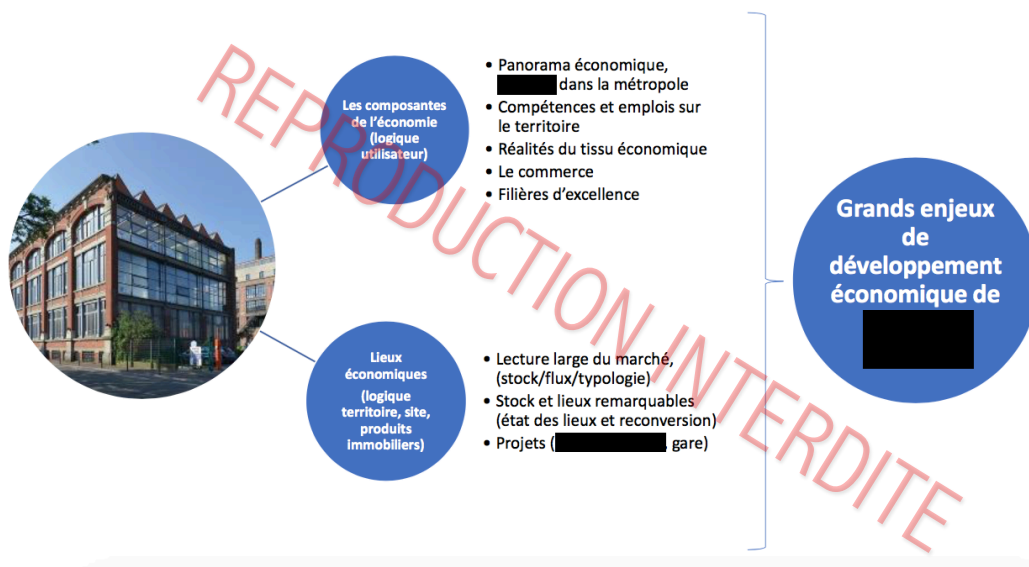 Les composantes
de l'économie
(logique
utilisateur)
• Panorama économique,
dans la métropole
• Compétences et emplois sur
le territoire
• Réalités du tissu économique
• Le commerce
• Filières d'excellence
Lieux
économiques
(logique
territoire, site,
produits
immobiliers)
• Lecture large du marché,
(stock/flux/typologie)
• Stock et lieux remarquables
(état des lieux et reconversion)
• Projets (, gare)
Grands enjeux
de
développement
économique de
REPRODUCTION INTERDITE